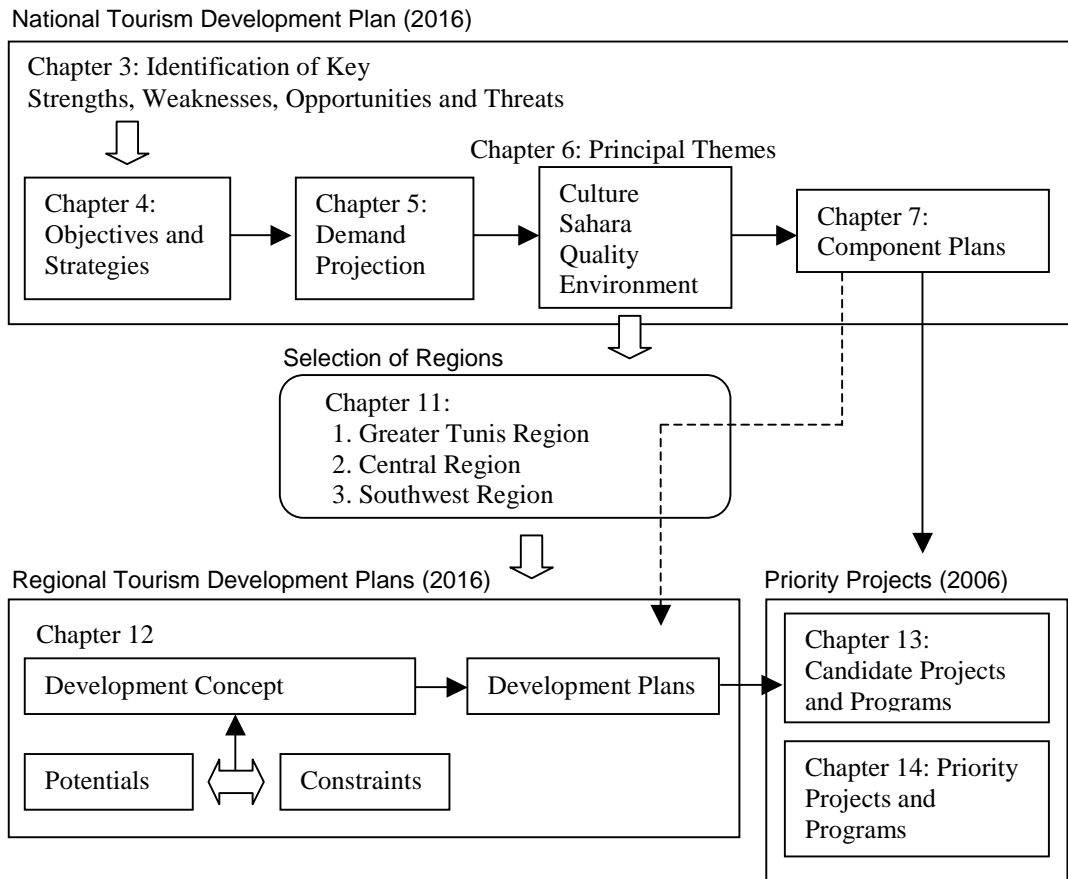 National Tourism Development Plan (2016)
Chapter 3: Identification of Key
Strengths, Weaknesses, Opportunities and Threats
Chapter 4:
Objectives and
Strategies
Chapter 5:
Demand
Projection
Chapter 6: Principal Themes
Culture
Sahara
Quality
Environment
Chapter 7:
Component Plans
Selection of Regions
Chapter 11:
1. Greater Tunis Region
2. Central Region
3. Southwest Region
Regional Tourism Development Plans (2016)
Chapter 12
Development Concept
Development Plans
Potentials
Constraints
Priority Projects (2006)
Chapter 13:
Candidate Projects
and Programs
Chapter 14: Priority
Projects and
Programs